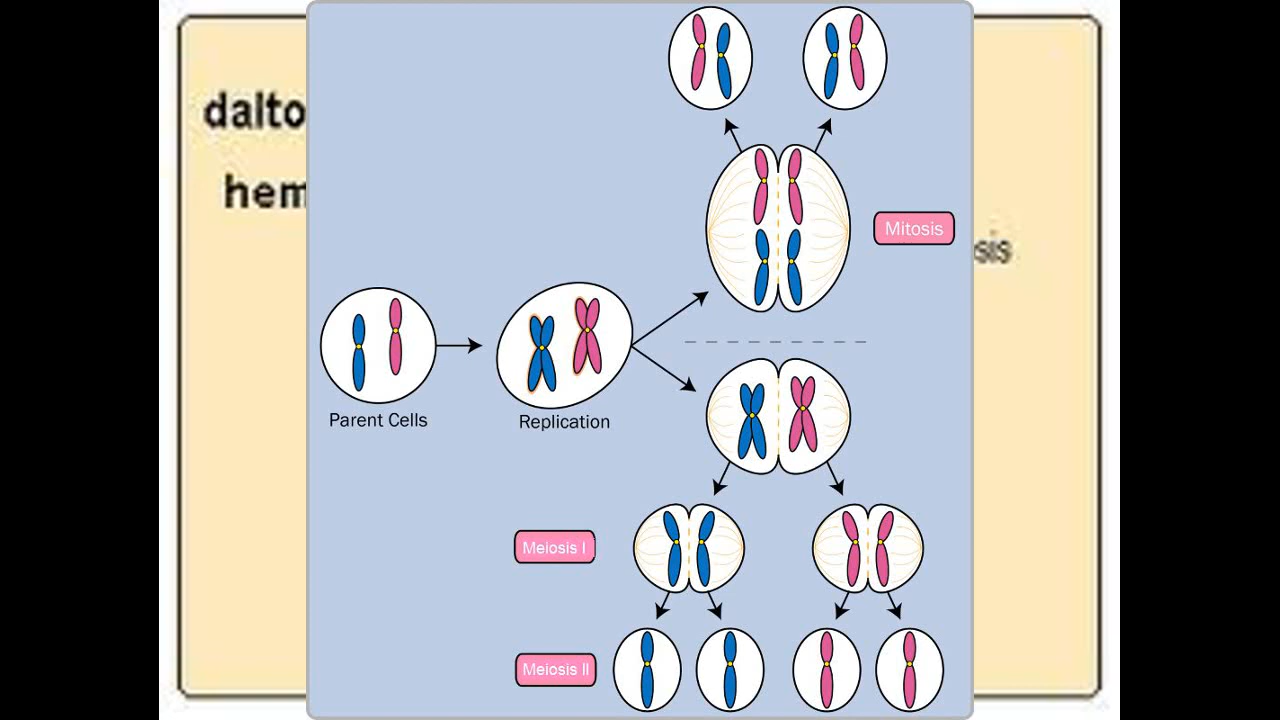 dalto
hem
sis
Mitosis
Parent Cells
Replication
Meiosis I
Meiosis II